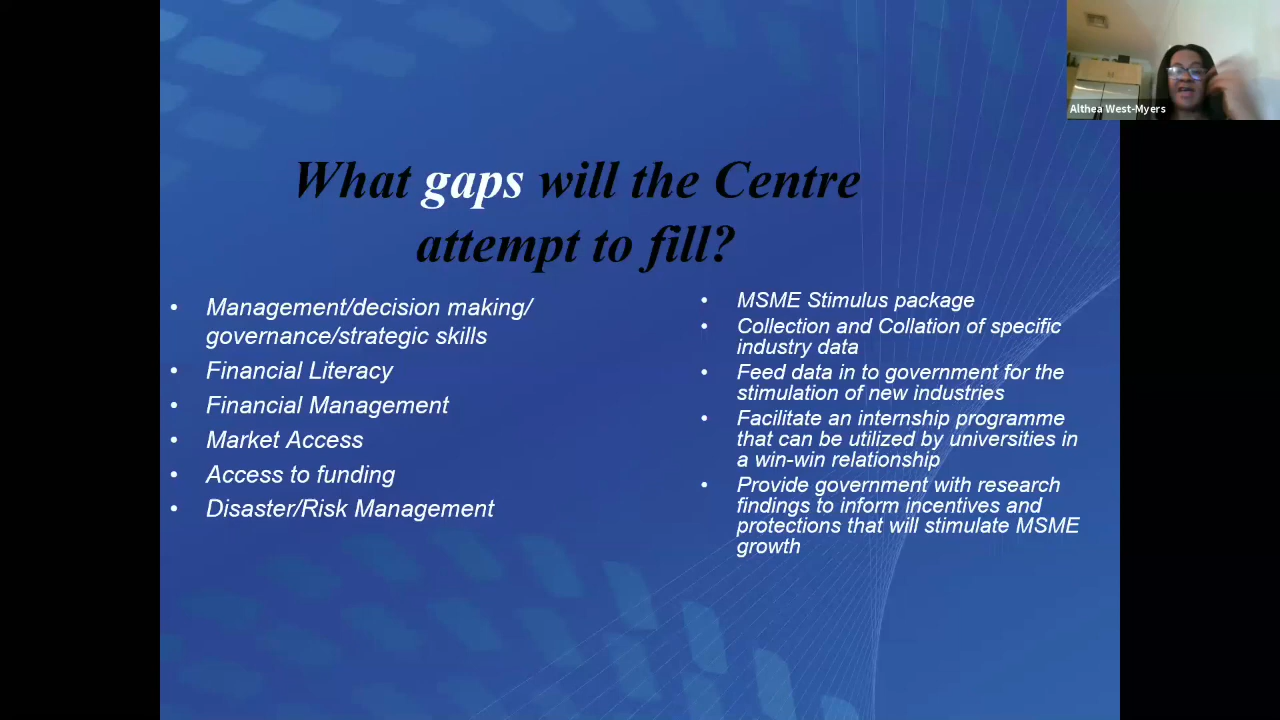 Althea West-Myers
What gaps will the Centre
attempt to fill?
• Management/decision making/
governance/strategic skills
• Financial Literacy
• Financial Management
• Market Access
• Access to funding
• Disaster/Risk Management
• MSME Stimulus package
• Collection and Collation of specific
industry data
• Feed data in to government for the
stimulation of new industries
• Facilitate an internship programme
that can be utilized by universities in
a win-win relationship
• Provide government with research
findings to inform incentives and
protections that will stimulate MSME
growth